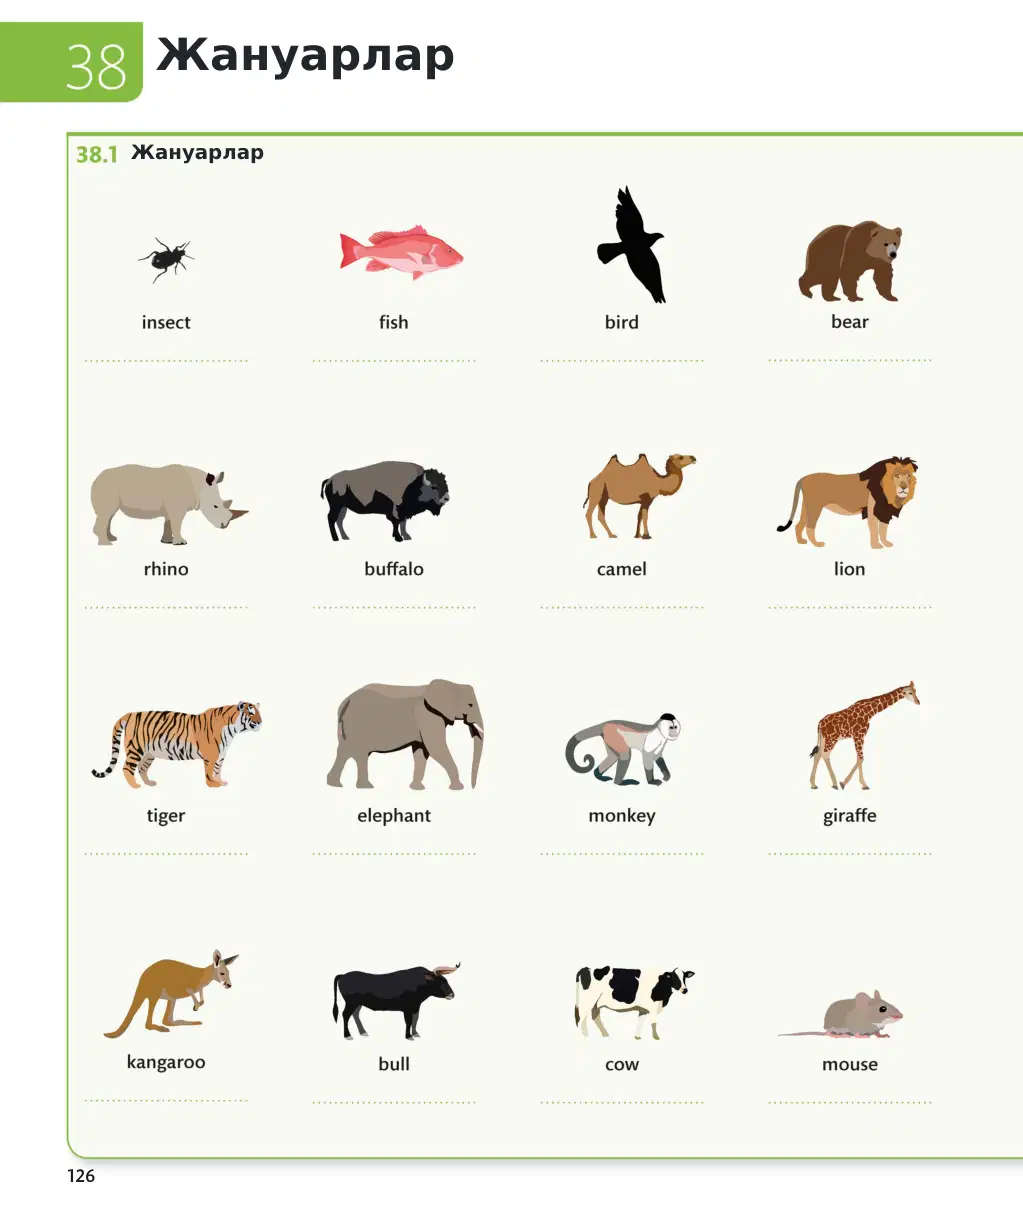 38 Жануарлар
38.1 Жануарлар
insect fish bird bear
rhino buffalo camel lion
tiger elephant monkey giraffe
kangaroo bull cow mouse
126